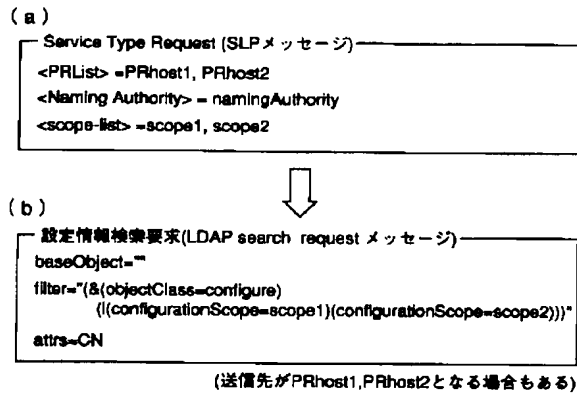 (a)
Service Type Request (SLPメッセージ)
<PRList> =PRhost1, PRhost2
<Naming Authority> = namingAuthority
<scope-list> =scope1, scope2
(b)
設定情報検索要求(LDAP search request メッセージ)
baseObject=""
filter="(&(objectClass=configure)
(|(configurationScope=scope1)(configurationScope=scope2)))"
attrs=CN
(送信先がPRhost1,PRhost2となる場合もある)